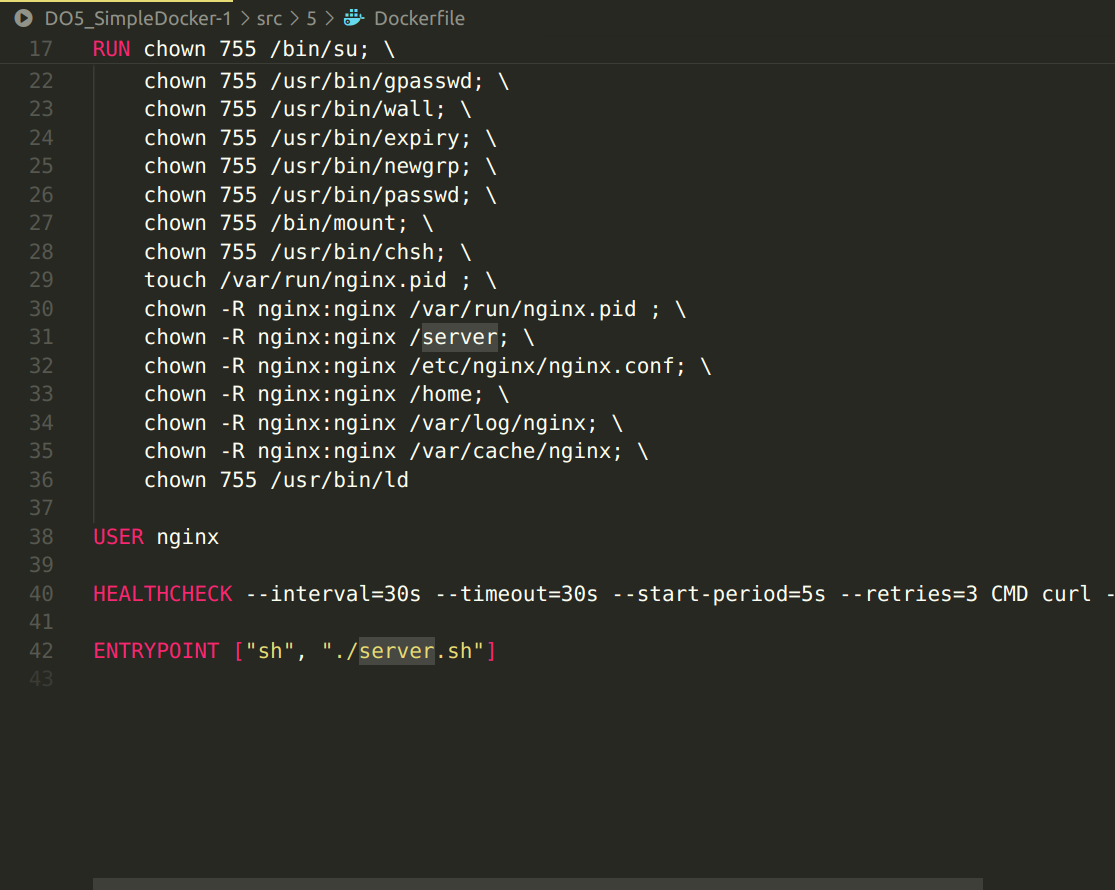 DO5_SimpleDocker-1 > src > 5 > Dockerfile
17 RUN chown 755 /bin/su; \
22 chown 755 /usr/bin/gpasswd; \
23 chown 755 /usr/bin/wall; \
24 chown 755 /usr/bin/expiry; \
25 chown 755 /usr/bin/newgrp; \
26 chown 755 /usr/bin/passwd; \
27 chown 755 /bin/mount; \
28 chown 755 /usr/bin/chsh; \
29 touch /var/run/nginx.pid ; \
30 chown -R nginx:nginx /var/run/nginx.pid ; \
31 chown -R nginx:nginx /server; \
32 chown -R nginx:nginx /etc/nginx/nginx.conf; \
33 chown -R nginx:nginx /home; \
34 chown -R nginx:nginx /var/log/nginx; \
35 chown -R nginx:nginx /var/cache/nginx; \
36 chown 755 /usr/bin/ld
37
38 USER nginx
39
40 HEALTHCHECK --interval=30s --timeout=30s --start-period=5s --retries=3 CMD curl -
41
42 ENTRYPOINT ["sh", "./server.sh"]
43